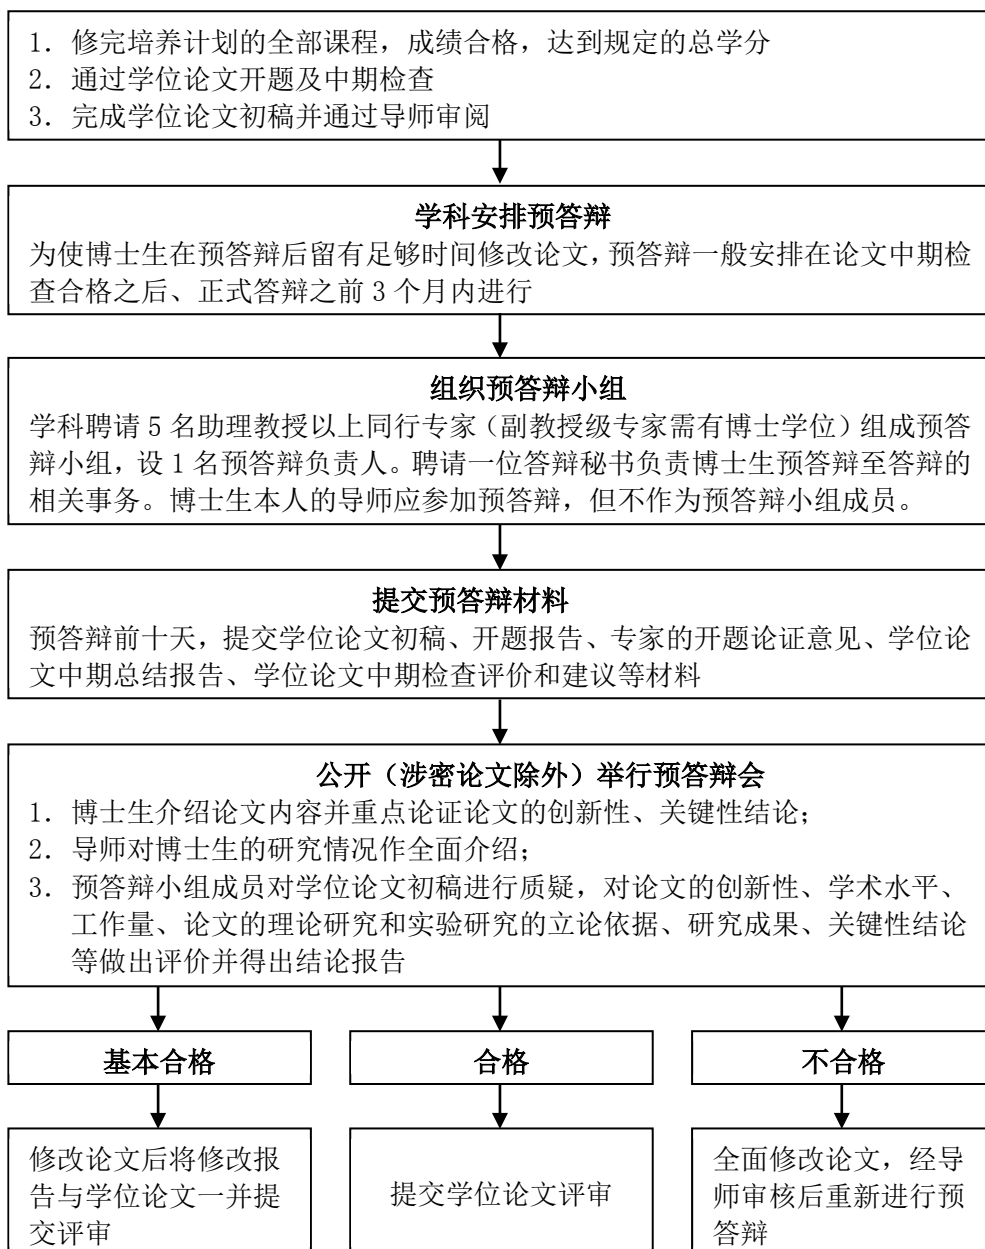 1. 修完培养计划的全部课程，成绩合格，达到规定的总学分
2. 通过学位论文开题及中期检查
3. 完成学位论文初稿并通过导师审阅
学科安排预答辩
为使博士生在预答辩后留有足够时间修改论文，预答辩一般安排在论文中期检
查合格之后、正式答辩之前 3 个月内进行
组织预答辩小组
学科聘请 5 名助理教授以上同行专家（副教授级专家需有博士学位）组成预答
辩小组，设 1 名预答辩负责人。聘请一位答辩秘书负责博士生预答辩至答辩的
相关事务。博士生本人的导师应参加预答辩，但不作为预答辩小组成员。
提交预答辩材料
预答辩前十天，提交学位论文初稿、开题报告、专家的开题论证意见、学位论
文中期总结报告、学位论文中期检查评价和建议等材料
公开（涉密论文除外）举行预答辩会
1. 博士生介绍论文内容并重点论证论文的创新性、关键性结论；
2. 导师对博士生的研究情况作全面介绍；
3. 预答辩小组成员对学位论文初稿进行质疑，对论文的创新性、学术水平、
工作量、论文的理论研究和实验研究的立论依据、研究成果、关键性结论
等做出评价并得出结论报告
基本合格
合格
不合格
修改论文后将修改报
告与学位论文一并提
交评审
提交学位论文评审
全面修改论文，经导
师审核后重新进行预
答辩